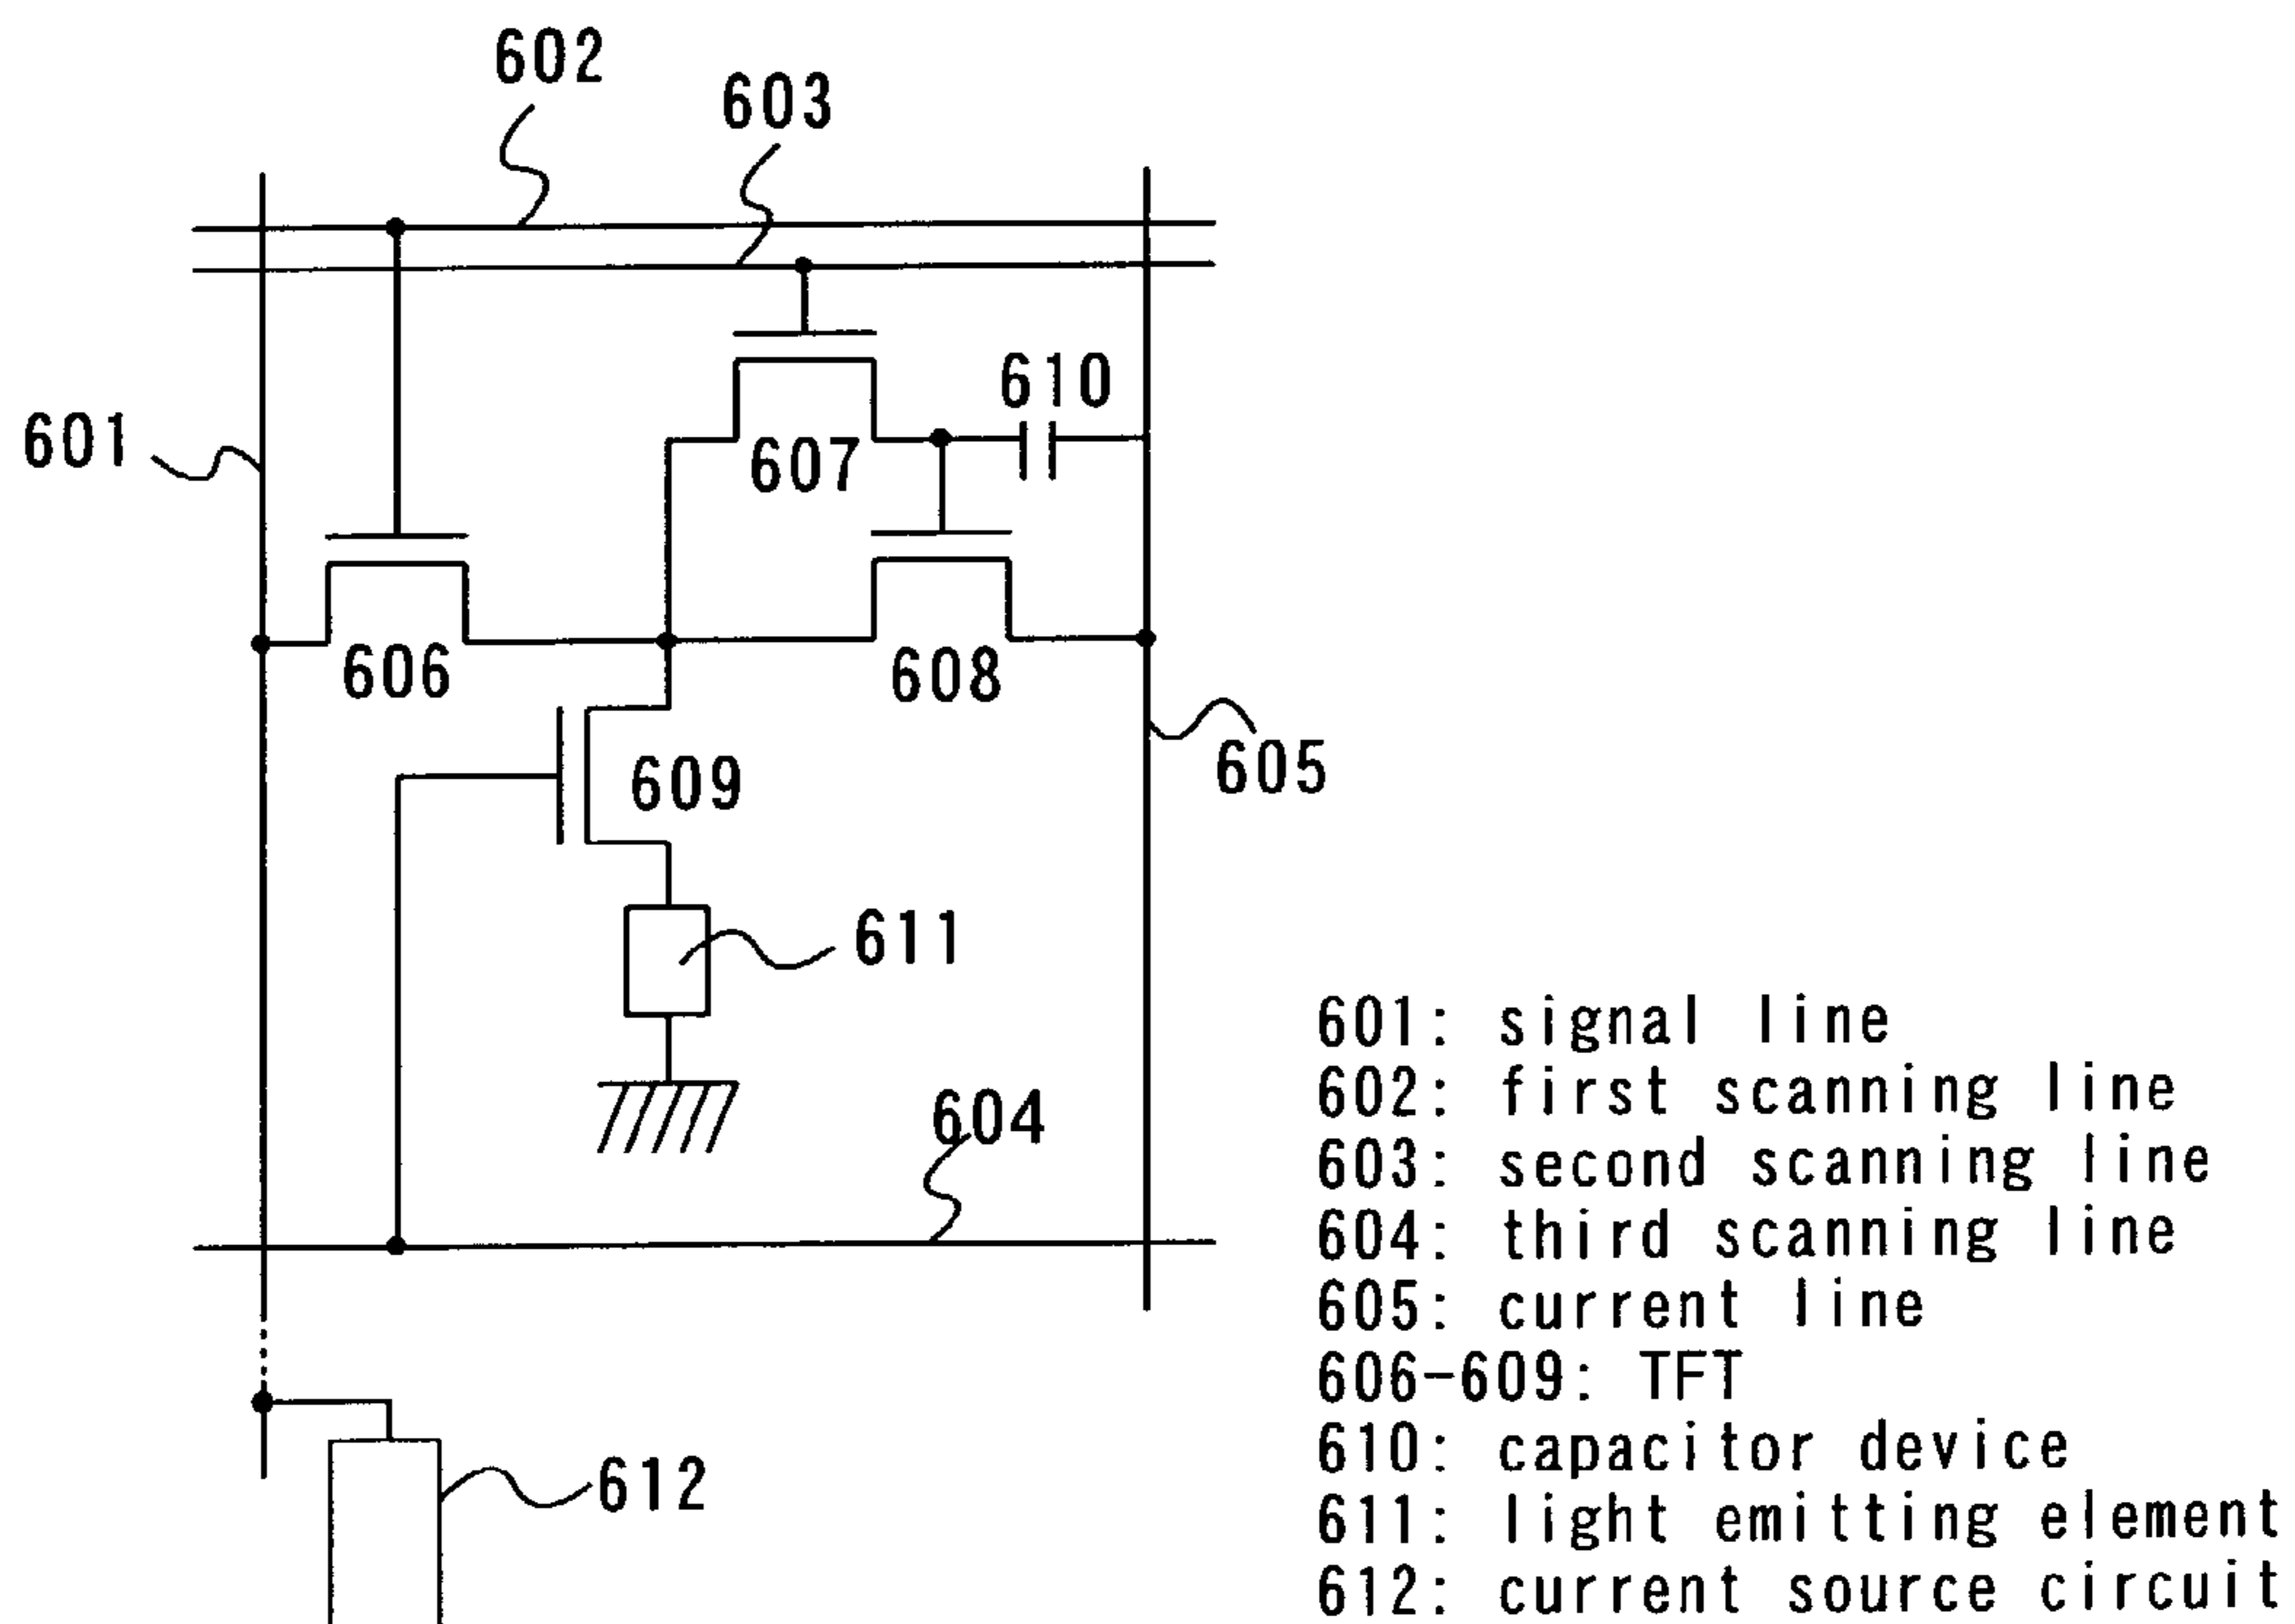 602
603
610
601
607
606
608
609
605
611
604
612
601: signal line
602: first scanning line
603: second scanning line
604: third scanning line
605: current line
606-609: TFT
610: capacitor device
611: light emitting element
612: current source circuit